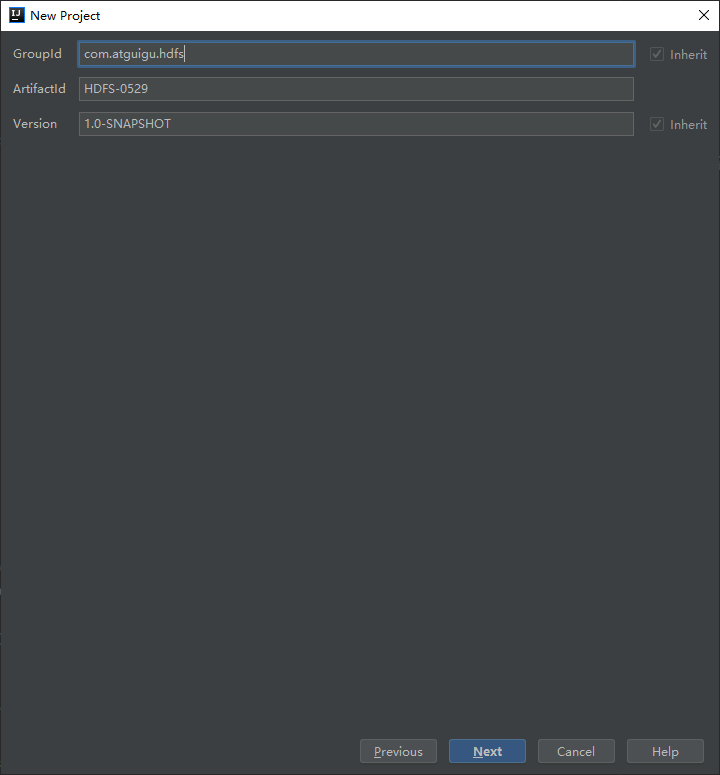 New Project
GroupId com.atguigu.hdfs Inherit
ArtifactId HDFS-0529
Version 1.0-SNAPSHOT Inherit
Previous Next Cancel Help